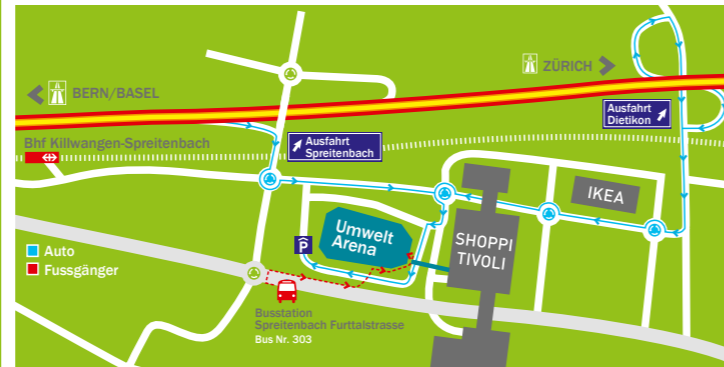 BERN/BASEL
ZÜRICH
Ausfahrt
Dietikon
Bhf Killwangen-Spreitenbach
Ausfahrt
Spreitenbach
IKEA
Umwelt
Arena
SHOPPI
TIVOLI
P
Auto
Fussgänger
Busstation
Spreitenbach Furttalstrasse
Bus Nr. 303